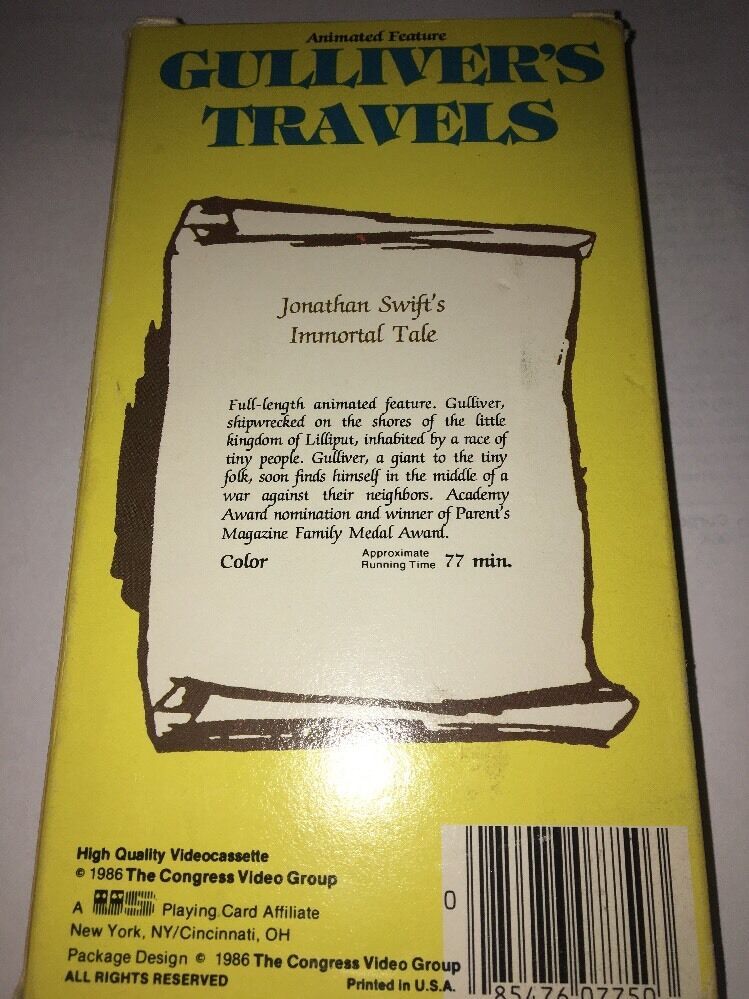 Animated Feature
GULLIVER'S
TRAVELS
Jonathan Swift's
Immortal Tale
Full-length animated feature. Gulliver,
shipwrecked on the shores of the little
kingdom of Lilliput, inhabited by a race of
tiny people. Gulliver, a giant to the tiny
folk, soon finds himself in the middle of a
war against their neighbors. Academy
Award nomination and winner of Parent's
Magazine Family Medal Award.
Color Approximate Running Time 77 min.
High Quality Videocassette
© 1986 The Congress Video Group
A Playing Card Affiliate
New York, NY/Cincinnati, OH
Package Design © 1986 The Congress Video Group
ALL RIGHTS RESERVED Printed in U.S.A.
0 85476 07750